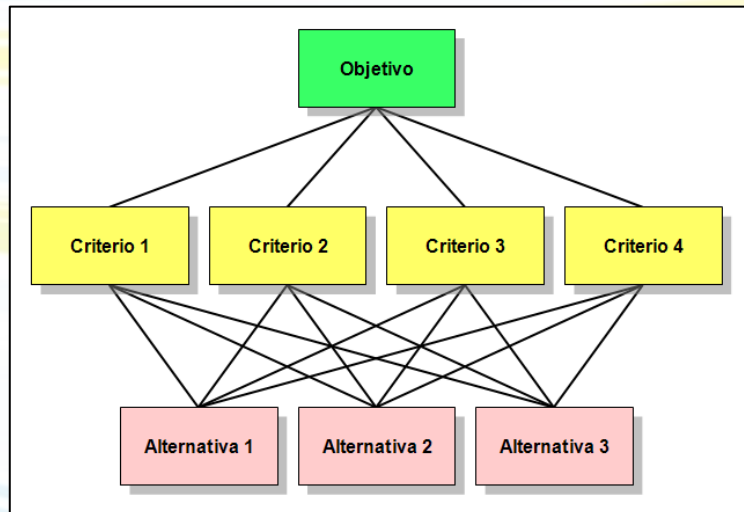 Objetivo
Criterio 1
Criterio 2
Criterio 3
Criterio 4
Alternativa 1
Alternativa 2
Alternativa 3